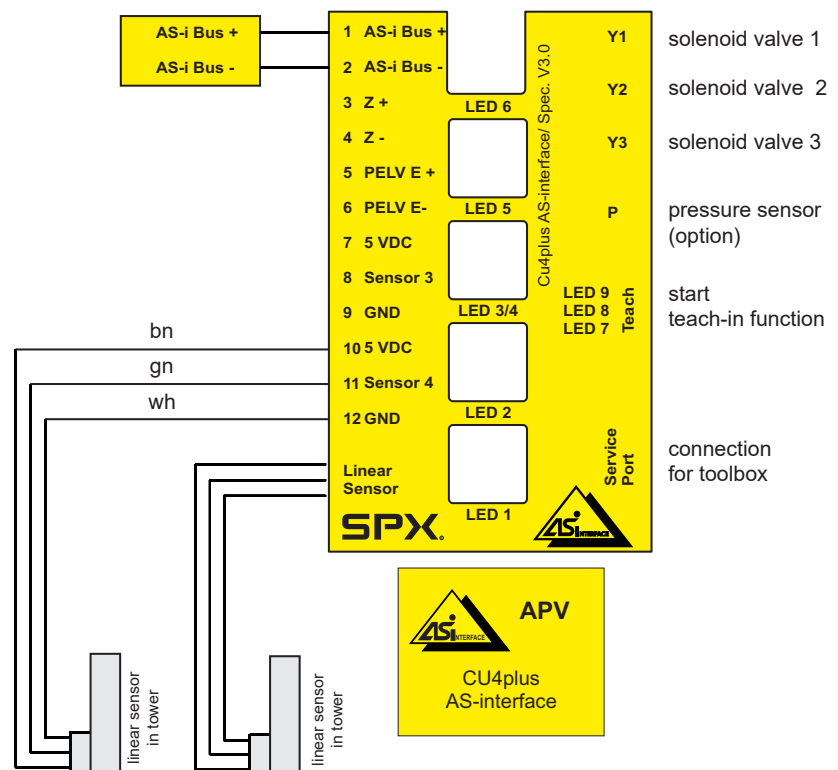 AS-i Bus +
AS-i Bus -
1 AS-i Bus +
2 AS-i Bus -
3 Z +
4 Z -
5 PELV E +
6 PELV E-
7 5 VDC
8 Sensor 3
9 GND
10 5 VDC
11 Sensor 4
12 GND
Linear
Sensor
bn
gn
wh
LED 6
LED 5
LED 3/4
LED 2
LED 1
Cu4plus AS-interface/ Spec. V3.0
Y1
Y2
Y3
P
LED 9
LED 8
LED 7
Teach
Service
Port
solenoid valve 1
solenoid valve 2
solenoid valve 3
pressure sensor
(option)
start
teach-in function
connection
for toolbox
SPX.
ASi INTERFACE
ASi INTERFACE
APV
CU4plus
AS-interface
linear sensor
in tower
linear sensor
in tower